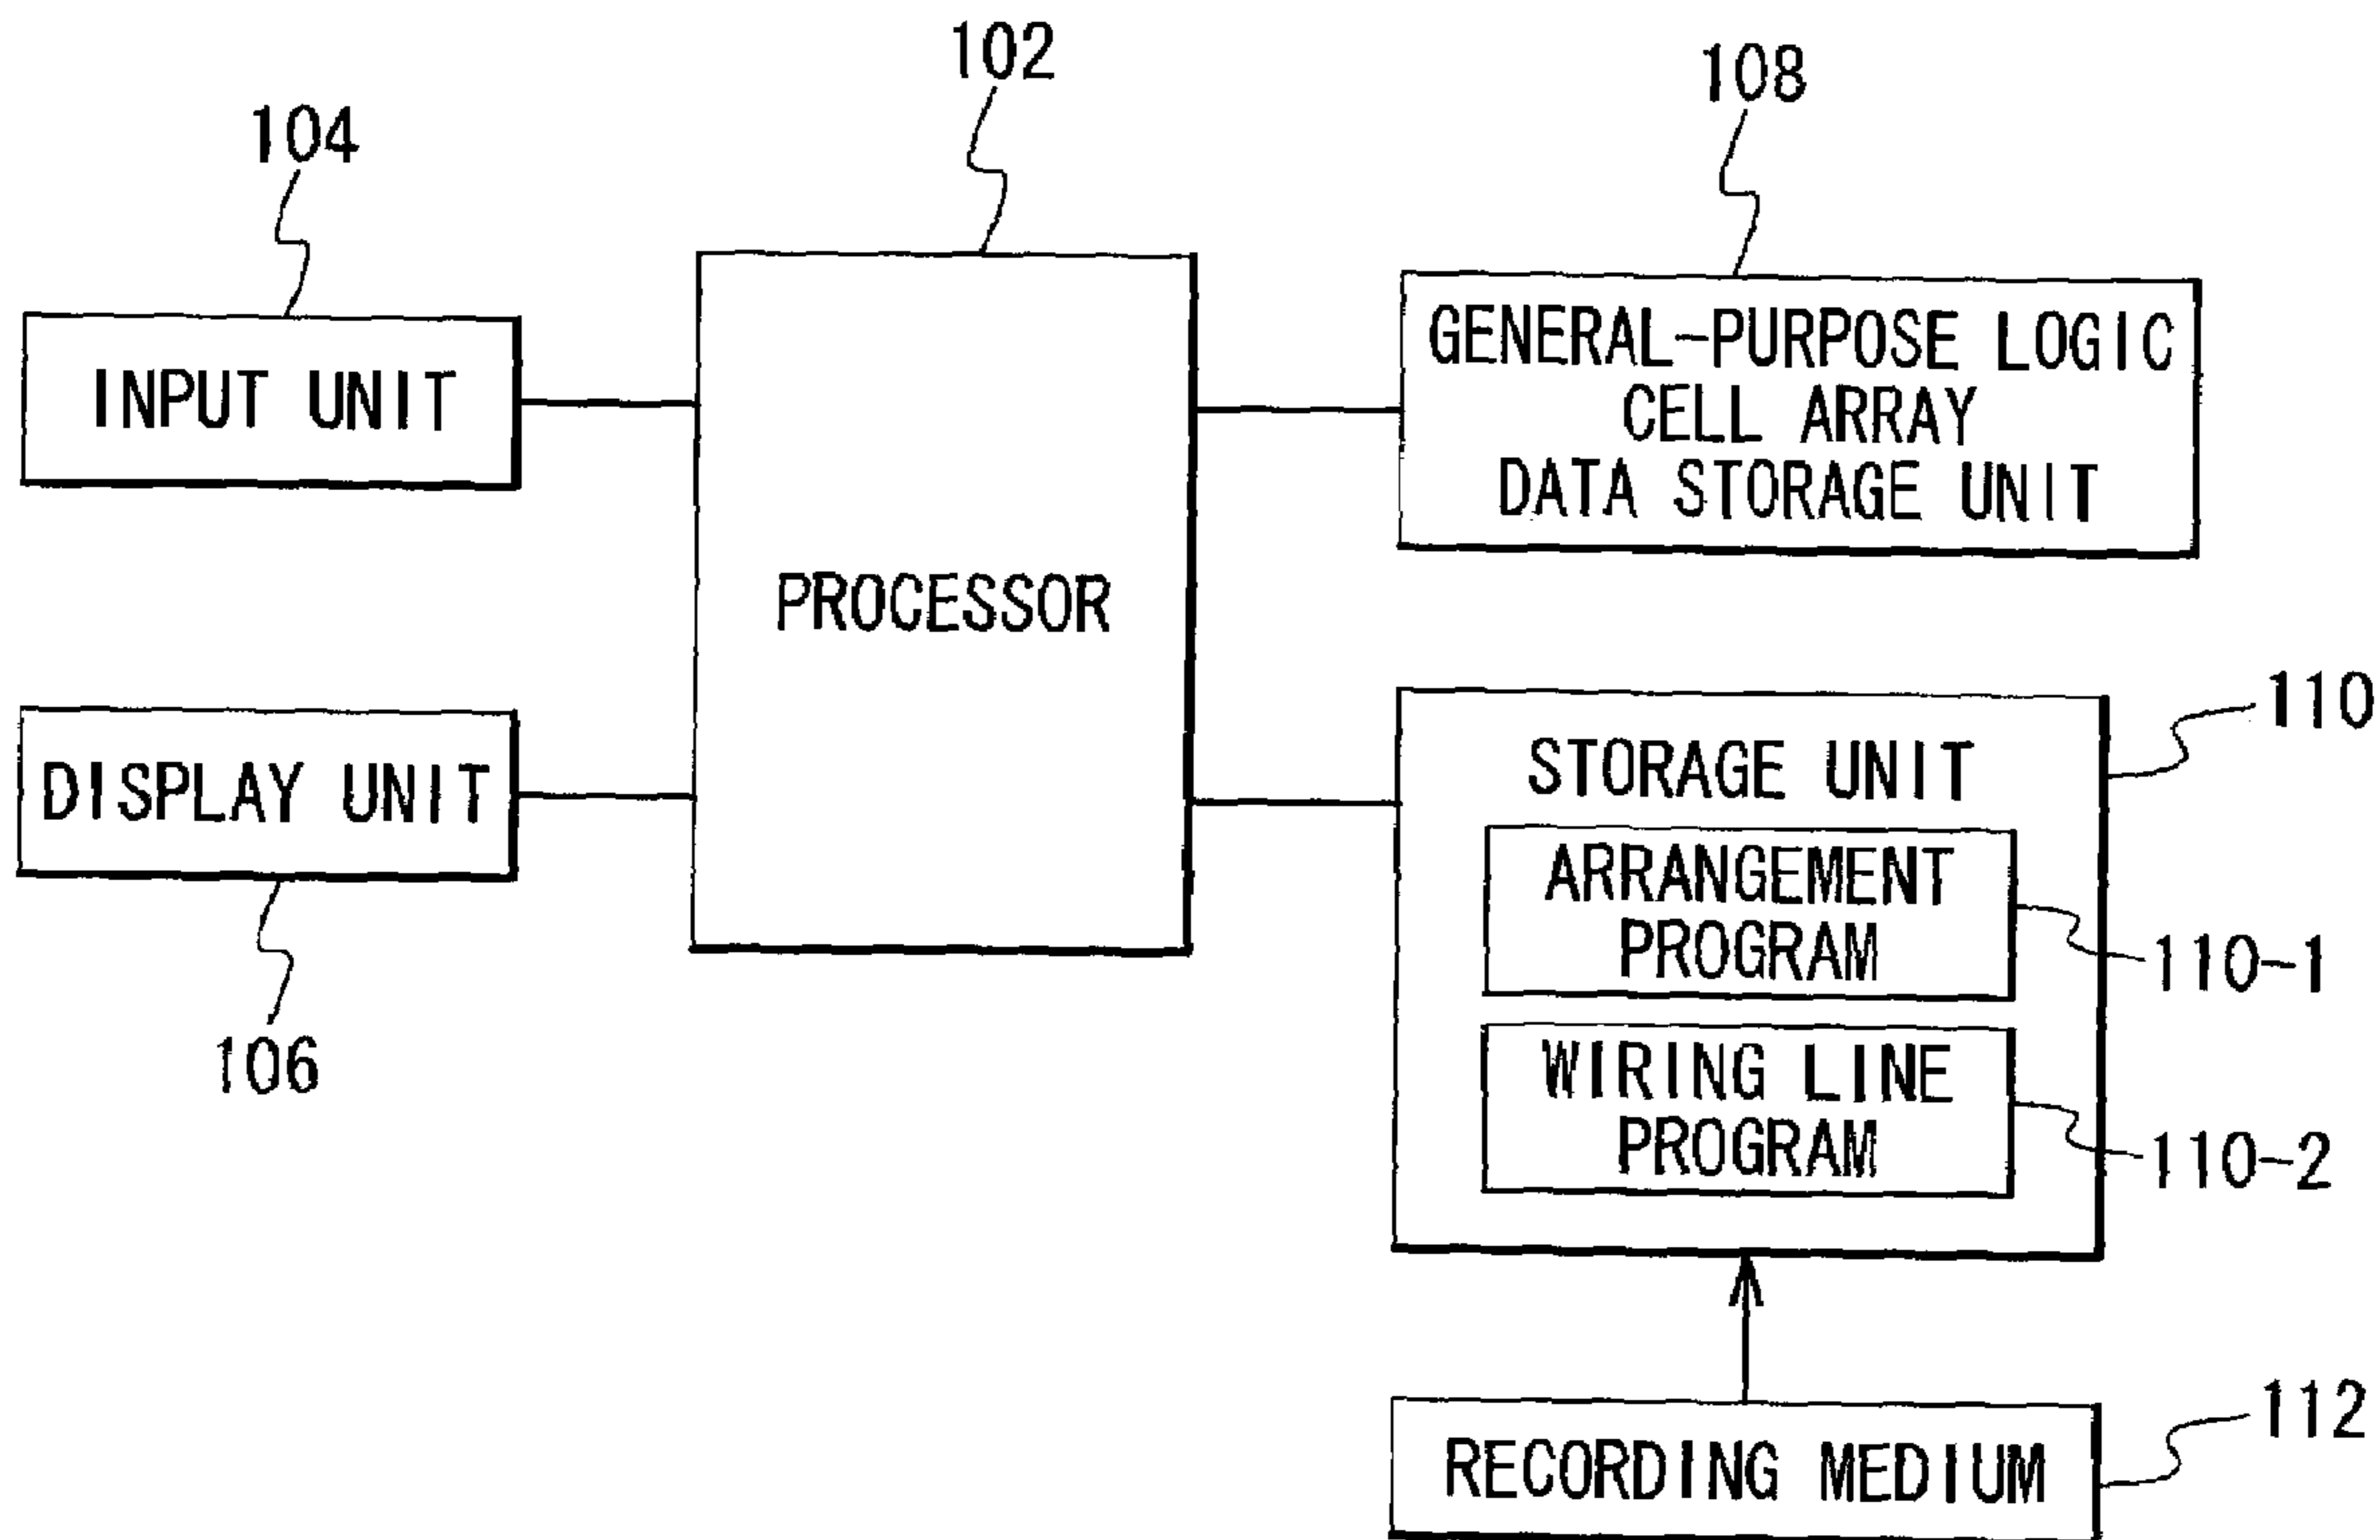 102
108
104
INPUT UNIT
PROCESSOR
GENERAL-PURPOSE LOGIC
CELL ARRAY
DATA STORAGE UNIT
DISPLAY UNIT
106
110
STORAGE UNIT
ARRANGEMENT
PROGRAM
110-1
WIRING LINE
PROGRAM
110-2
112
RECORDING MEDIUM